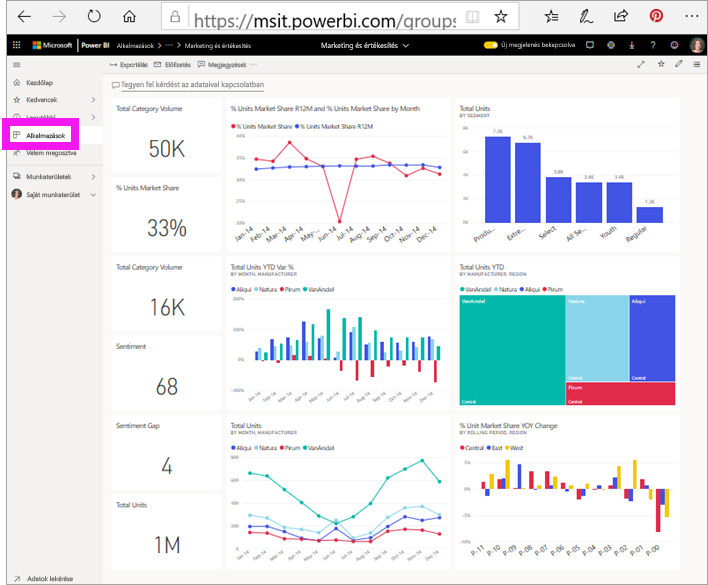 https://msit.powerbi.com/groups
Microsoft Power BI Alkalmazások > ··· > Marketing és értékesítés
Marketing és értékesítés
Új megjelenés bekapcsolva
Exportálás Előfizetés Megjegyzések ···
Kezdőlap
Kedvencek
Alkalmazások
Velem megosztva
Munkaterületek
Saját munkaterület
Adatok lekérése
Tegyen fel kérdést az adataival kapcsolatban
Total Category Volume
50K
% Units Market Share
33%
Total Category Volume
16K
Sentiment
68
Sentiment Gap
4
Total Units
1M
% Units Market Share R12M and % Units Market Share by Month
% Units Market Share % Units Market Share R12M
40%
35%
30%
25%
20%
Jan-14 Feb-14 Mar-14 Apr-14 May-... Jun-14 Jul-14 Aug-14 Sep-14 Oct-14 Nov-14 Dec-14
Total Units
BY SEGMENT
8K
6K
4K
2K
0K
3.8K 3.4K 3.4K
Produ... Extre... Select All Se... Youth Regular
Total Units YTD Var %
BY MONTH, MANUFACTURER
Aliqui Natura Pirum VanArsdel
200%
100%
0%
-100%
Jan-14 Feb-14 Mar-14 Apr-14 May-14 Jun-14 Jul-14 Aug-14 Sep-14 Oct-14 Nov-14 Dec-14
Total Units YTD
BY MANUFACTURER, REGION
VanArsdel Natura Aliqui Pirum
VanArsdel
Central
Natura
Central
Aliqui
Central
Pirum
Central
Total Units
BY MONTH, MANUFACTURER
Aliqui Natura Pirum VanArsdel
800
600
400
200
0
Jan-14 Feb-14 Mar-14 Apr-14 May-14 Jun-14 Jul-14 Aug-14 Sep-14 Oct-14 Nov-14 Dec-14
% Unit Market Share YOY Change
BY ROLLING PERIOD, REGION
Central East West
5%
0%
-5%
-10%
P-11 P-10 P-09 P-08 P-07 P-06 P-05 P-04 P-03 P-02 P-01 P-00